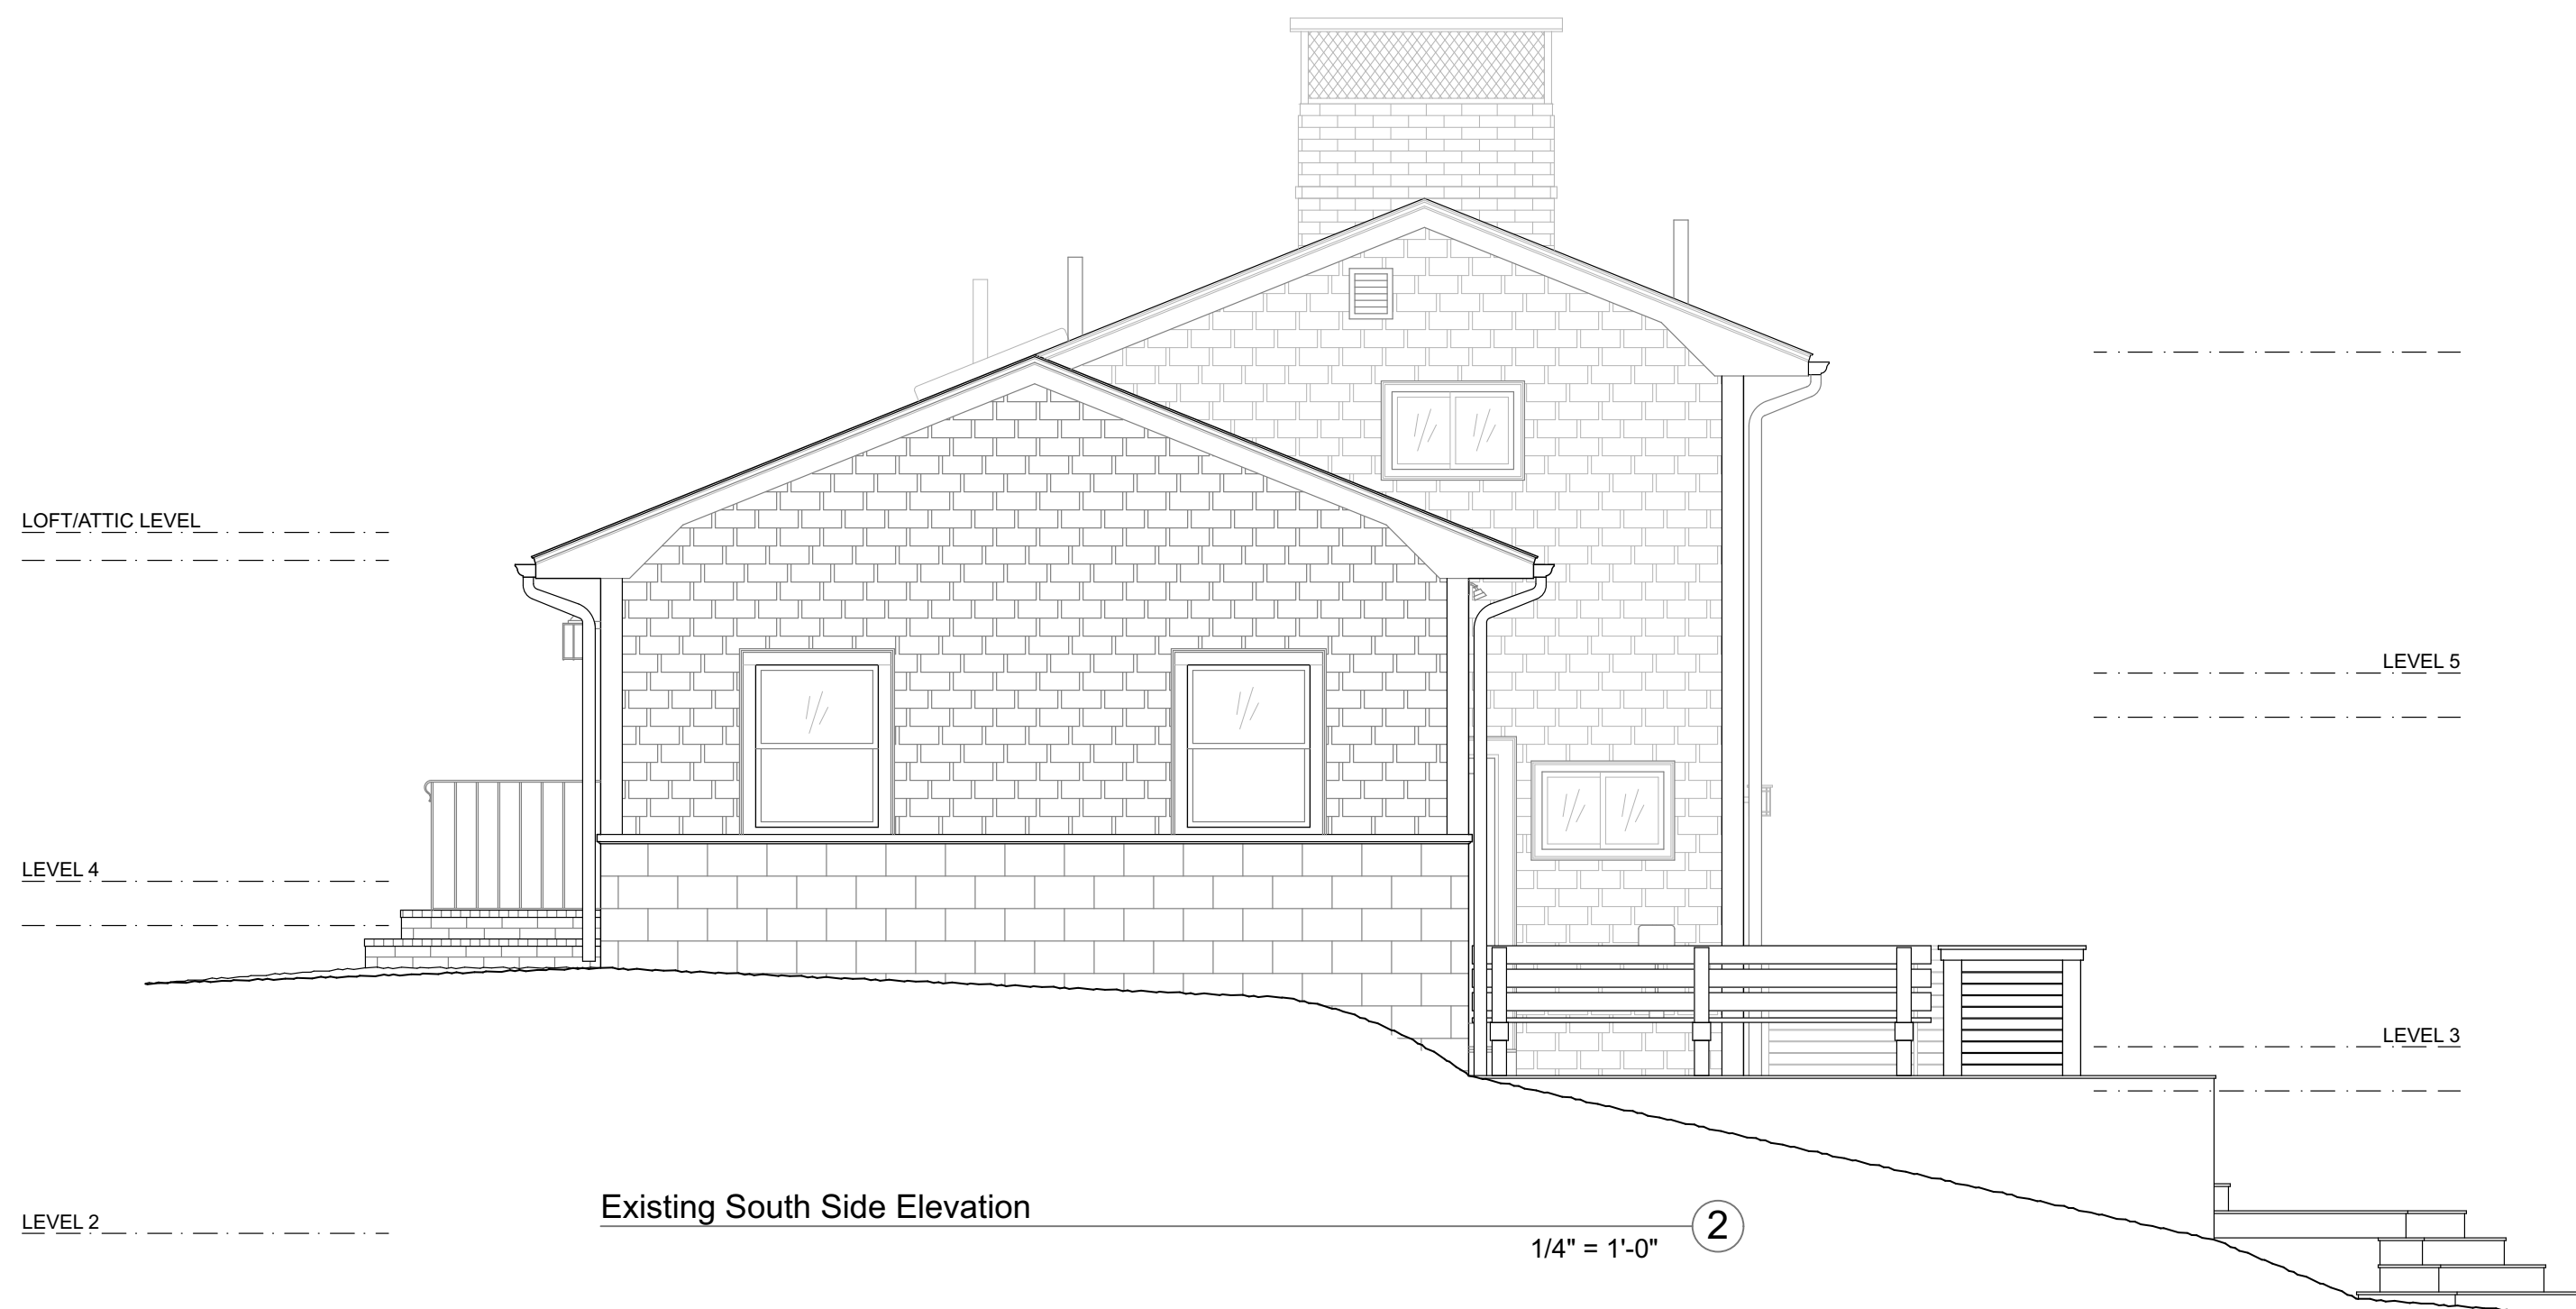 LOFT/ATTIC LEVEL
LEVEL 5
LEVEL 4
LEVEL 3
LEVEL 2
Existing South Side Elevation
2
1/4" = 1'-0"